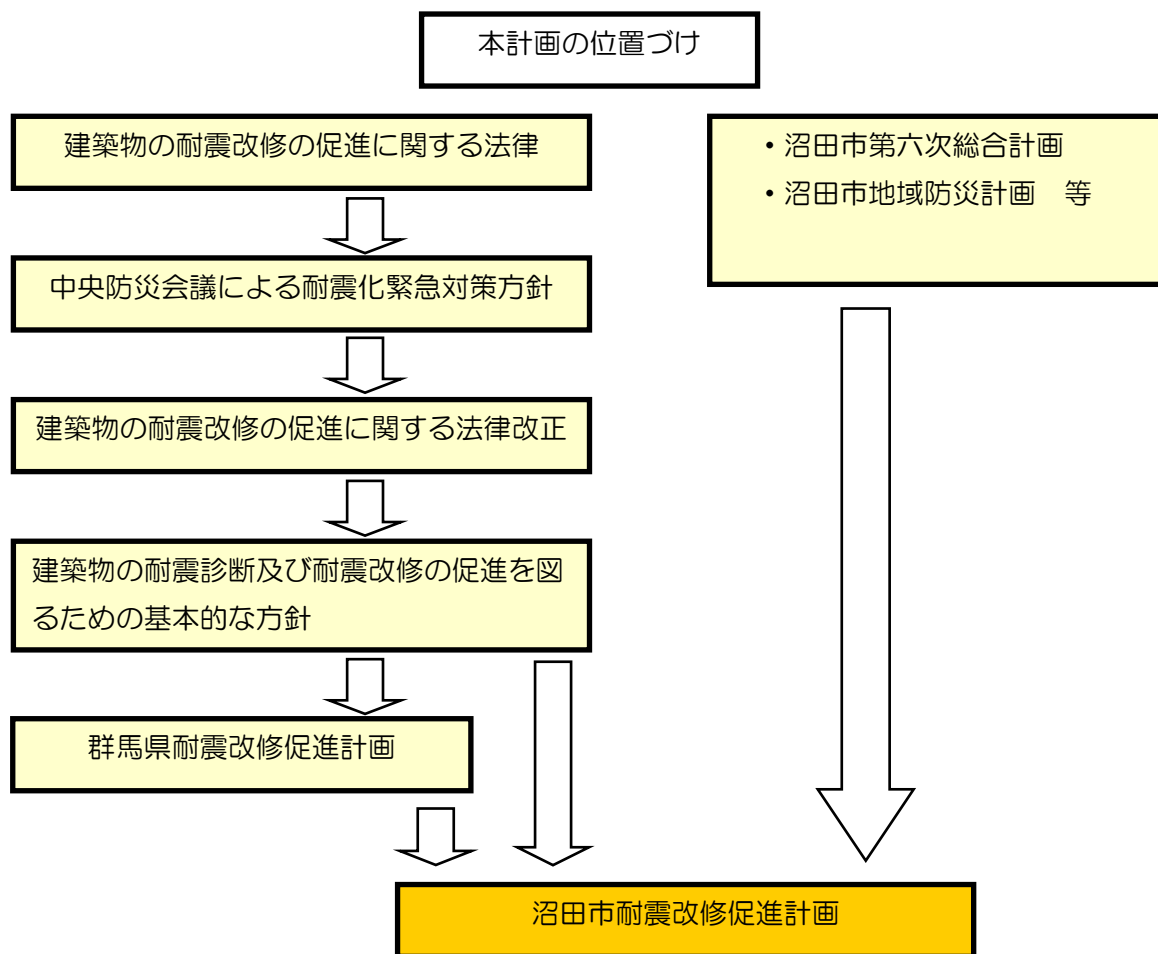 本計画の位置づけ
建築物の耐震改修の促進に関する法律
中央防災会議による耐震化緊急対策方針
建築物の耐震改修の促進に関する法律改正
建築物の耐震診断及び耐震改修の促進を図
るための基本的な方針
群馬県耐震改修促進計画
・沼田市第六次総合計画
・沼田市地域防災計画　等
沼田市耐震改修促進計画